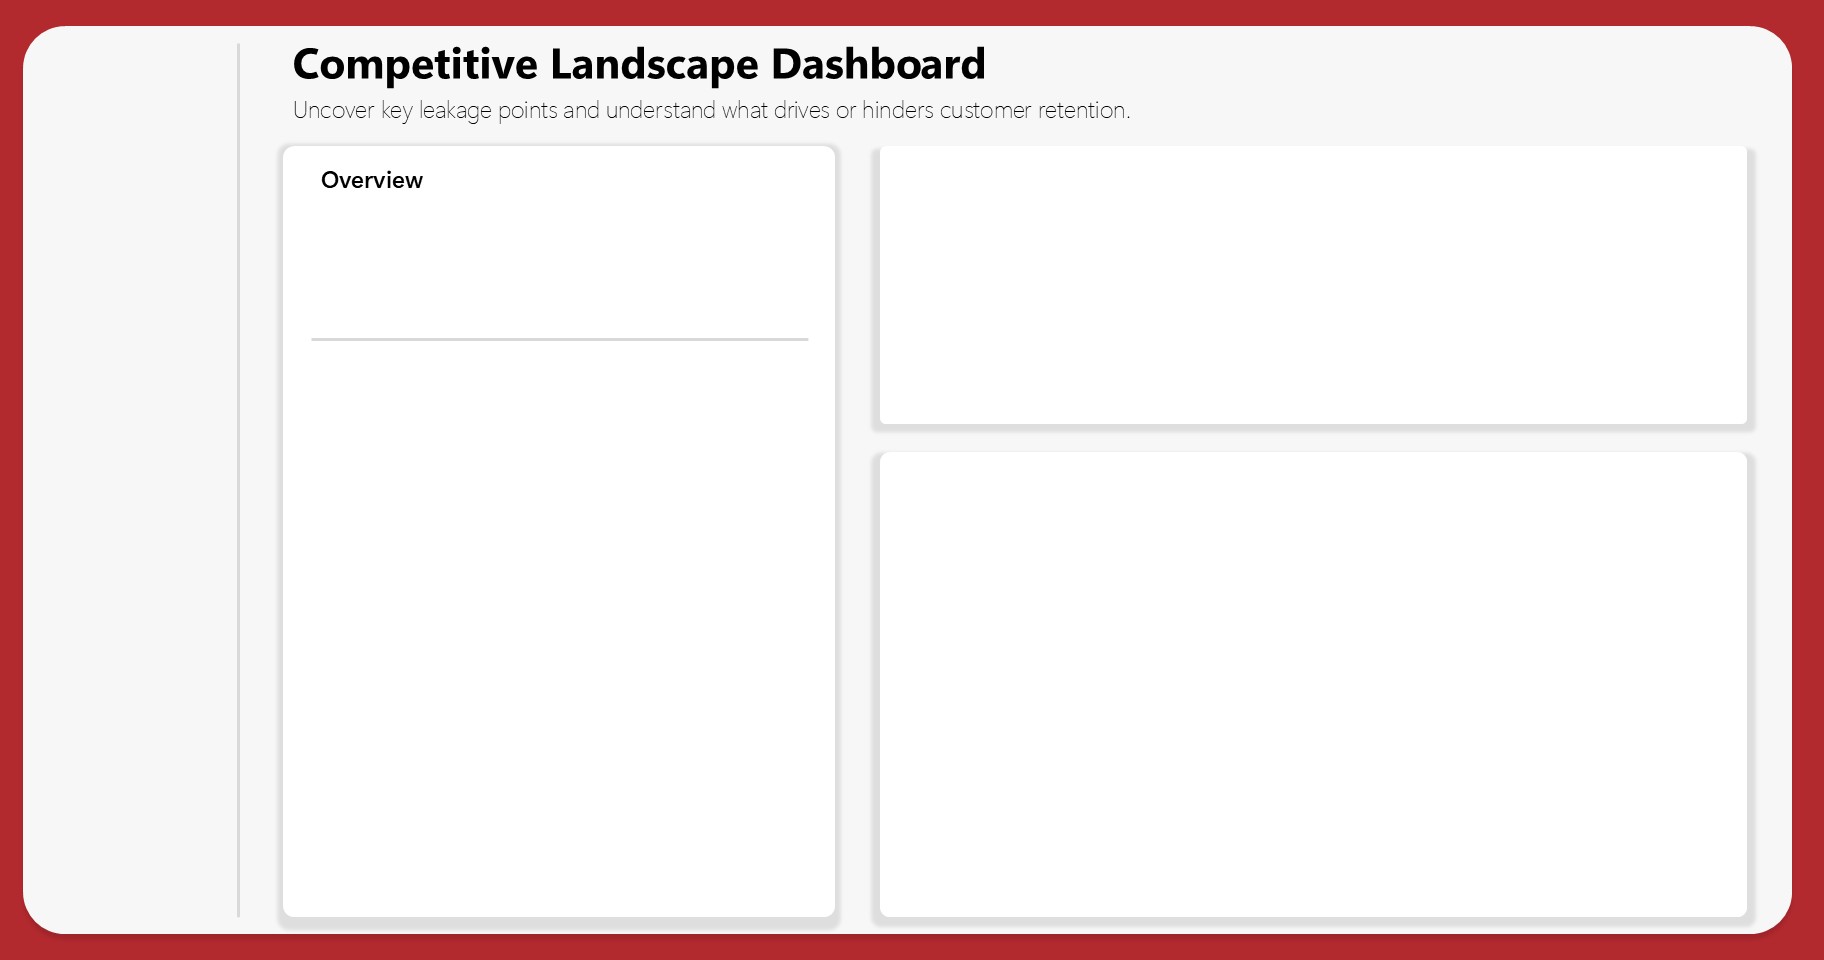 Competitive Landscape Dashboard
Uncover key leakage points and understand what drives or hinders customer retention.
Overview